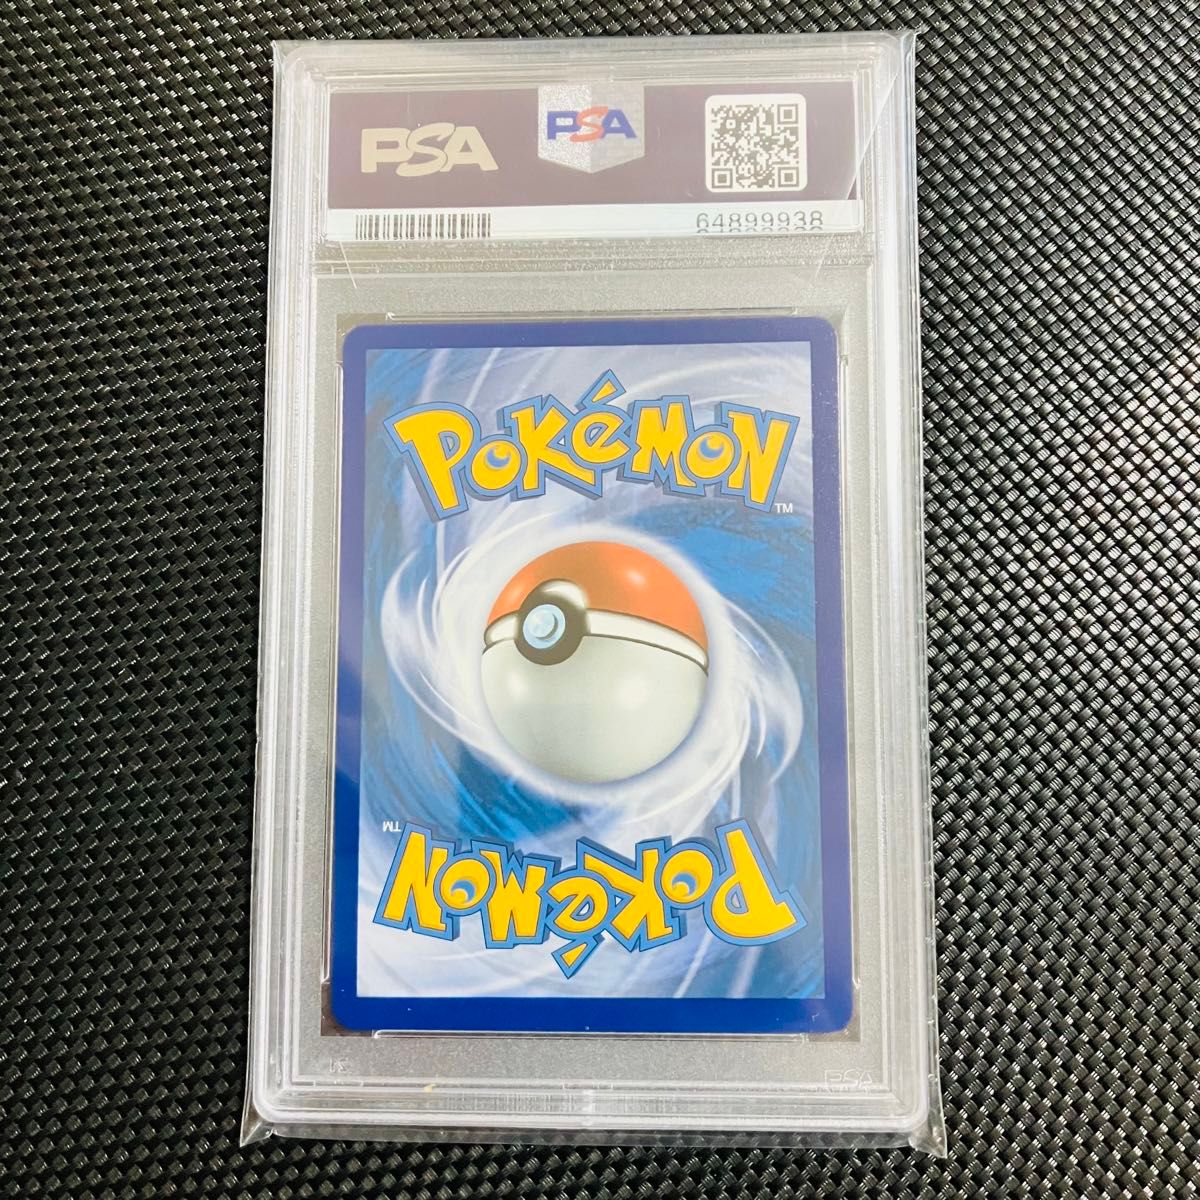 PSA PSA
64899938
POKéMON
TM
TM
POKéMON
PSA